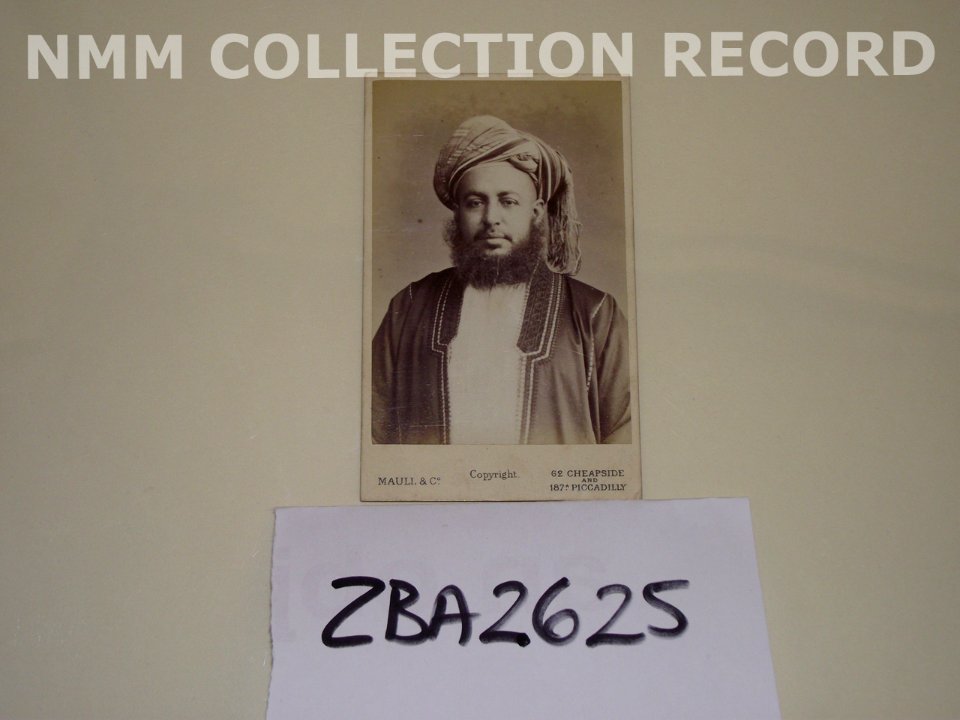 NMM COLLECTION RECORD
MAULL & Co
Copyright.
62 CHEAPSIDE
AND
187A PICCADILLY
ZBA2625